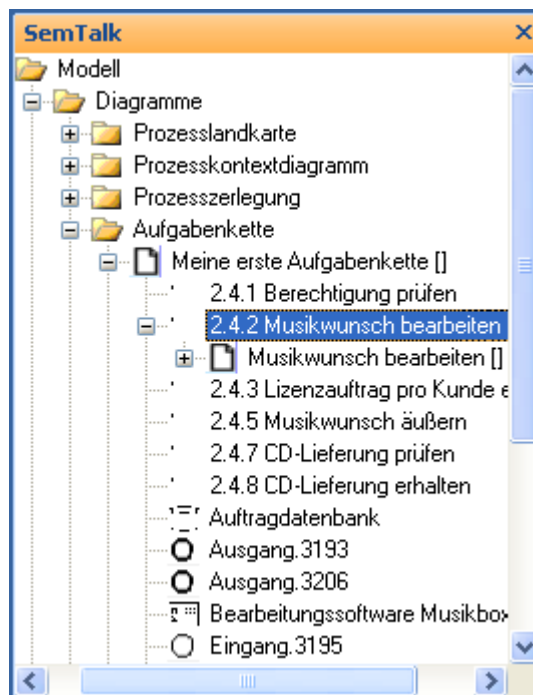 SemTalk
Modell
Diagramme
Prozesslandkarte
Prozesskontextdiagramm
Prozesszerlegung
Aufgabenkette
Meine erste Aufgabenkette []
2.4.1 Berechtigung prüfen
2.4.2 Musikwunsch bearbeiten
Musikwunsch bearbeiten []
2.4.3 Lizenzauftrag pro Kunde e
2.4.5 Musikwunsch äußern
2.4.7 CD-Lieferung prüfen
2.4.8 CD-Lieferung erhalten
Auftragdatenbank
Ausgang.3193
Ausgang.3206
Bearbeitungssoftware Musikbox
Eingang.3195